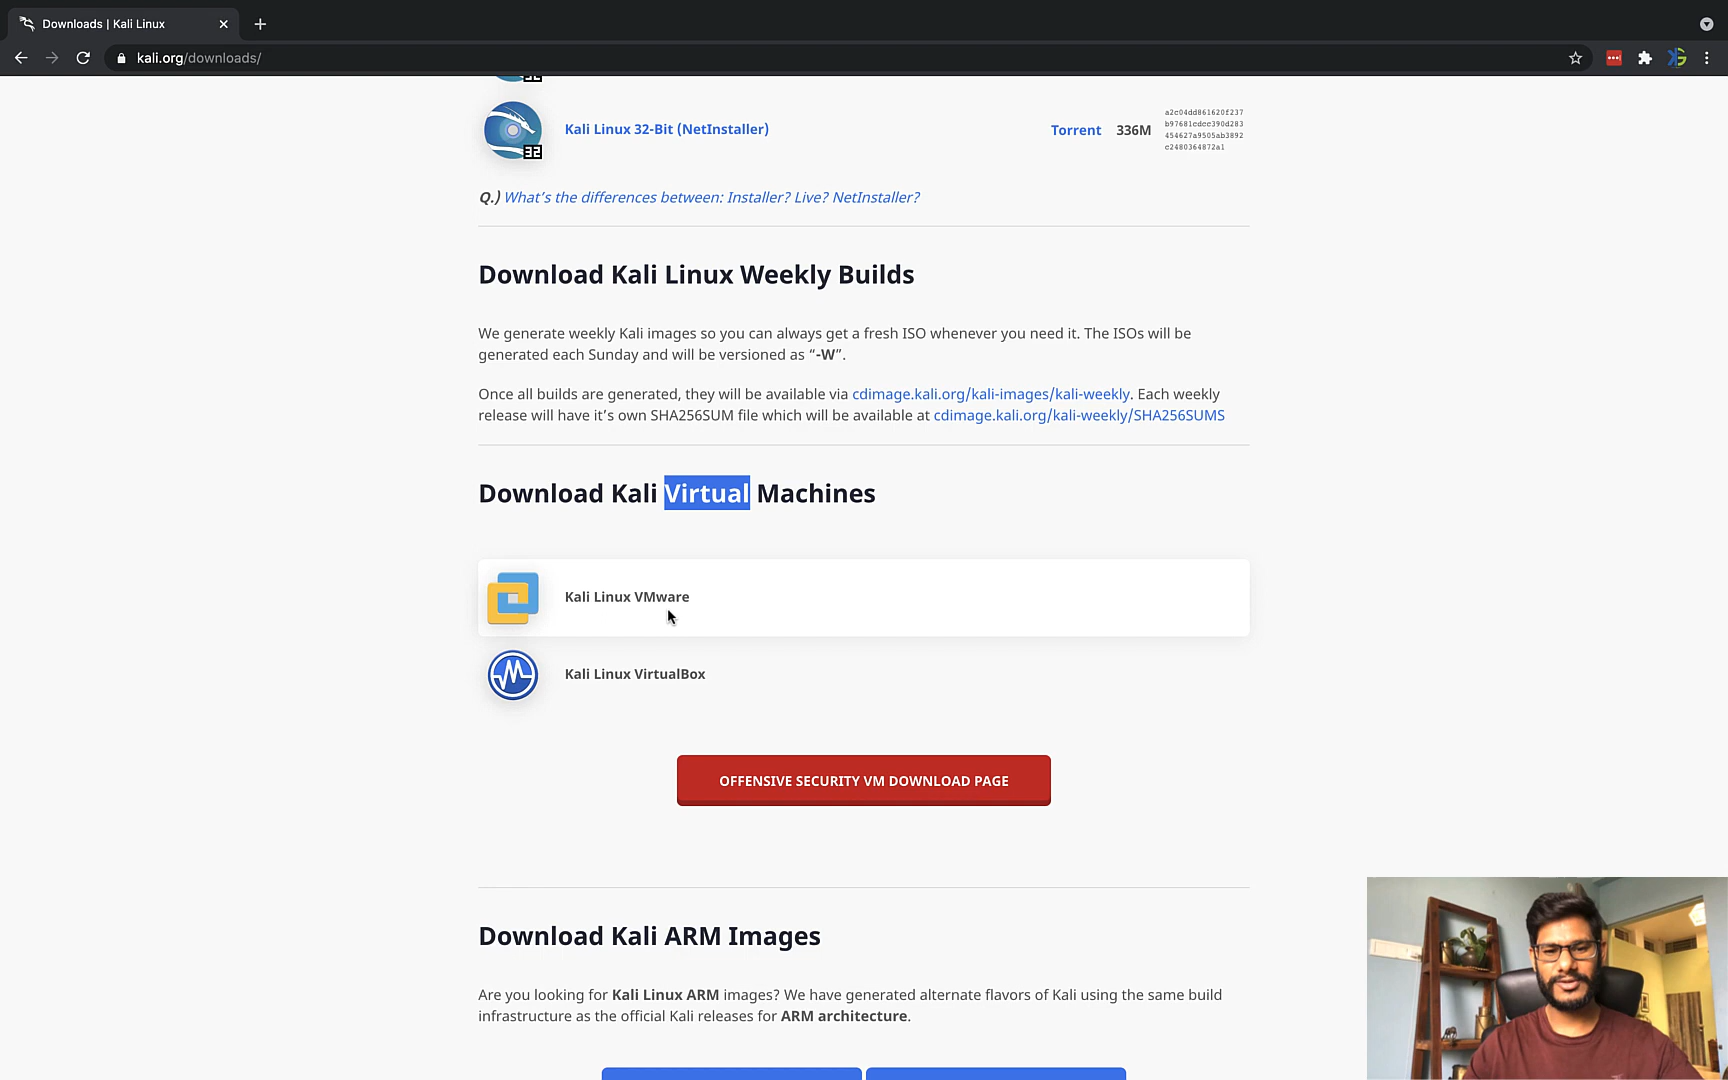 Downloads | Kali Linux
kali.org/downloads/
32
Kali Linux 32-Bit (NetInstaller)
Torrent 336M
a2c04dd861620f237
b97681cdcc390d283
454627a9505ab3892
c2480364872a1
32
Q.) What's the differences between: Installer? Live? NetInstaller?
Download Kali Linux Weekly Builds
We generate weekly Kali images so you can always get a fresh ISO whenever you need it. The ISOs will be
generated each Sunday and will be versioned as “-W”.
Once all builds are generated, they will be available via cdimage.kali.org/kali-images/kali-weekly. Each weekly
release will have it's own SHA256SUM file which will be available at cdimage.kali.org/kali-weekly/SHA256SUMS
Download Kali Virtual Machines
Kali Linux VMware
Kali Linux VirtualBox
OFFENSIVE SECURITY VM DOWNLOAD PAGE
Download Kali ARM Images
Are you looking for Kali Linux ARM images? We have generated alternate flavors of Kali using the same build
infrastructure as the official Kali releases for ARM architecture.